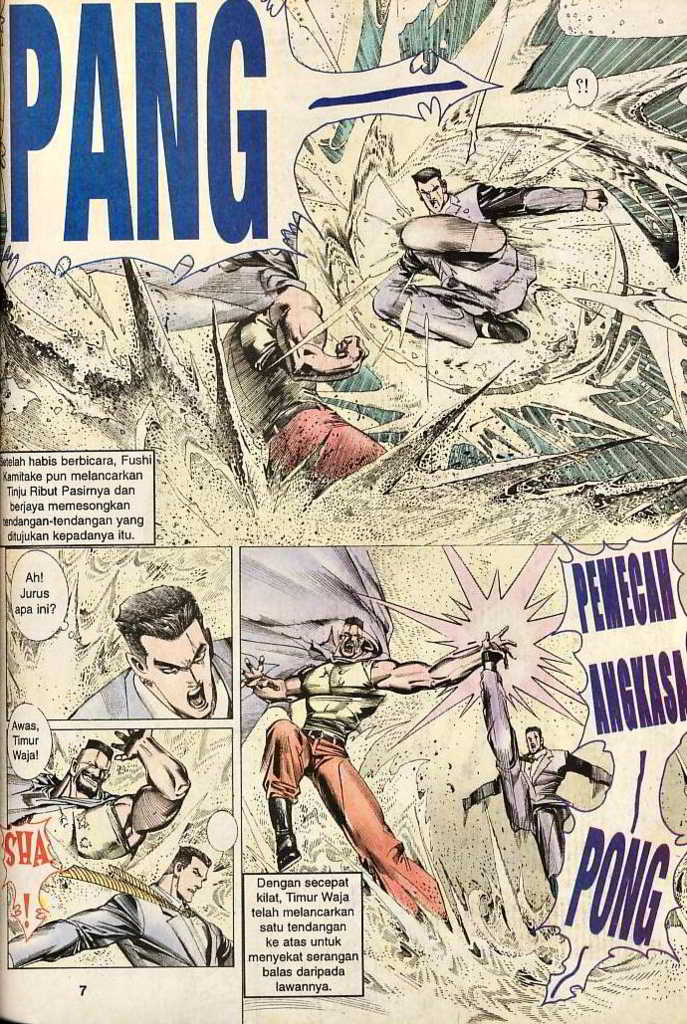 PANG
?!
Setelah habis berbicara, Fushi
Kamitake pun melancarkan
Tinju Ribut Pasirnya dan
berjaya memesongkan
tendangan-tendangan yang
ditujukan kepadanya itu.
Ah!
Jurus
apa ini?
PEMECAH
ANGKASA
PONG
Awas,
Timur
Waja!
SHA
!
Dengan secepat
kilat, Timur Waja
telah melancarkan
satu tendangan
ke atas untuk
menyekat serangan
balas daripada
lawannya.
7